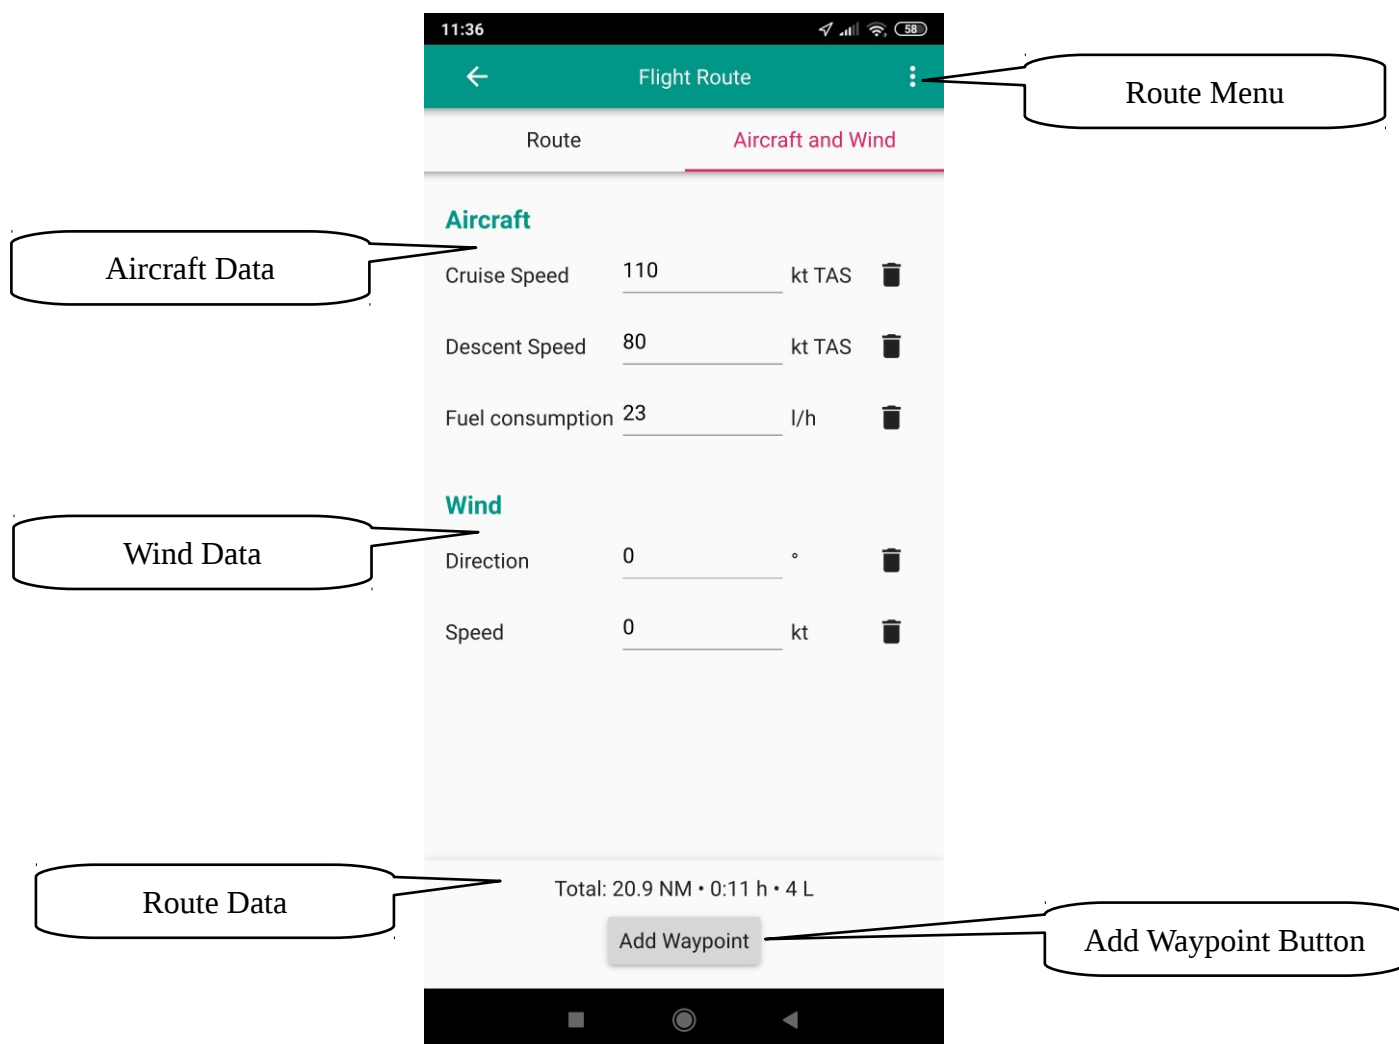 11:36
58
Flight Route
Route Menu
Route
Aircraft and Wind
Aircraft
Aircraft Data
Cruise Speed 110 kt TAS
Descent Speed 80 kt TAS
Fuel consumption 23 l/h
Wind
Wind Data
Direction 0 °
Speed 0 kt
Route Data
Total: 20.9 NM • 0:11 h • 4 L
Add Waypoint
Add Waypoint Button